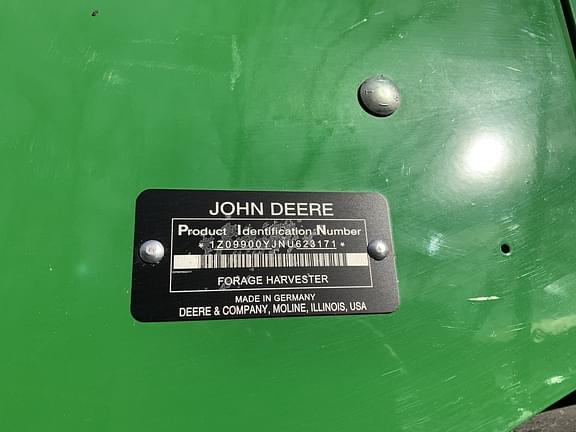 JOHN DEERE
Product Identification Number
*1Z09900YJNU623171*
FORAGE HARVESTER
MADE IN GERMANY
DEERE & COMPANY, MOLINE, ILLINOIS, USA